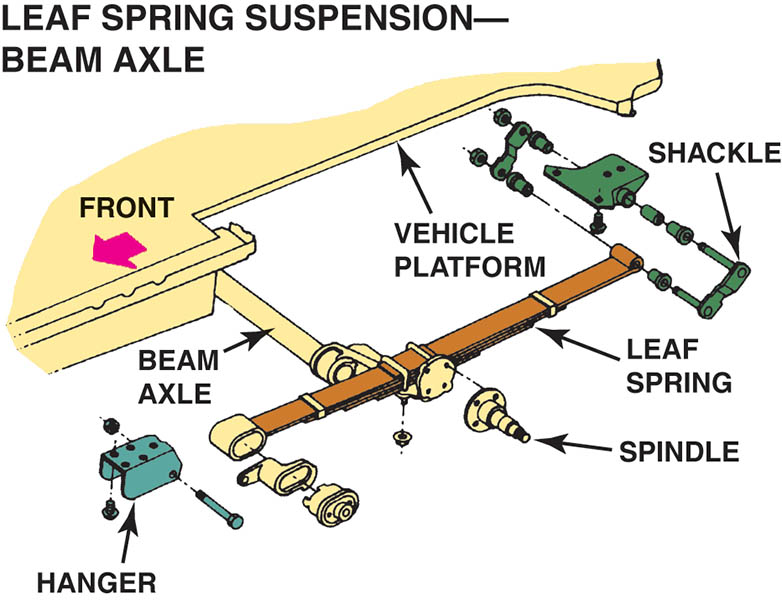 LEAF SPRING SUSPENSION—
BEAM AXLE
SHACKLE
FRONT
VEHICLE
PLATFORM
BEAM
AXLE
LEAF
SPRING
SPINDLE
HANGER